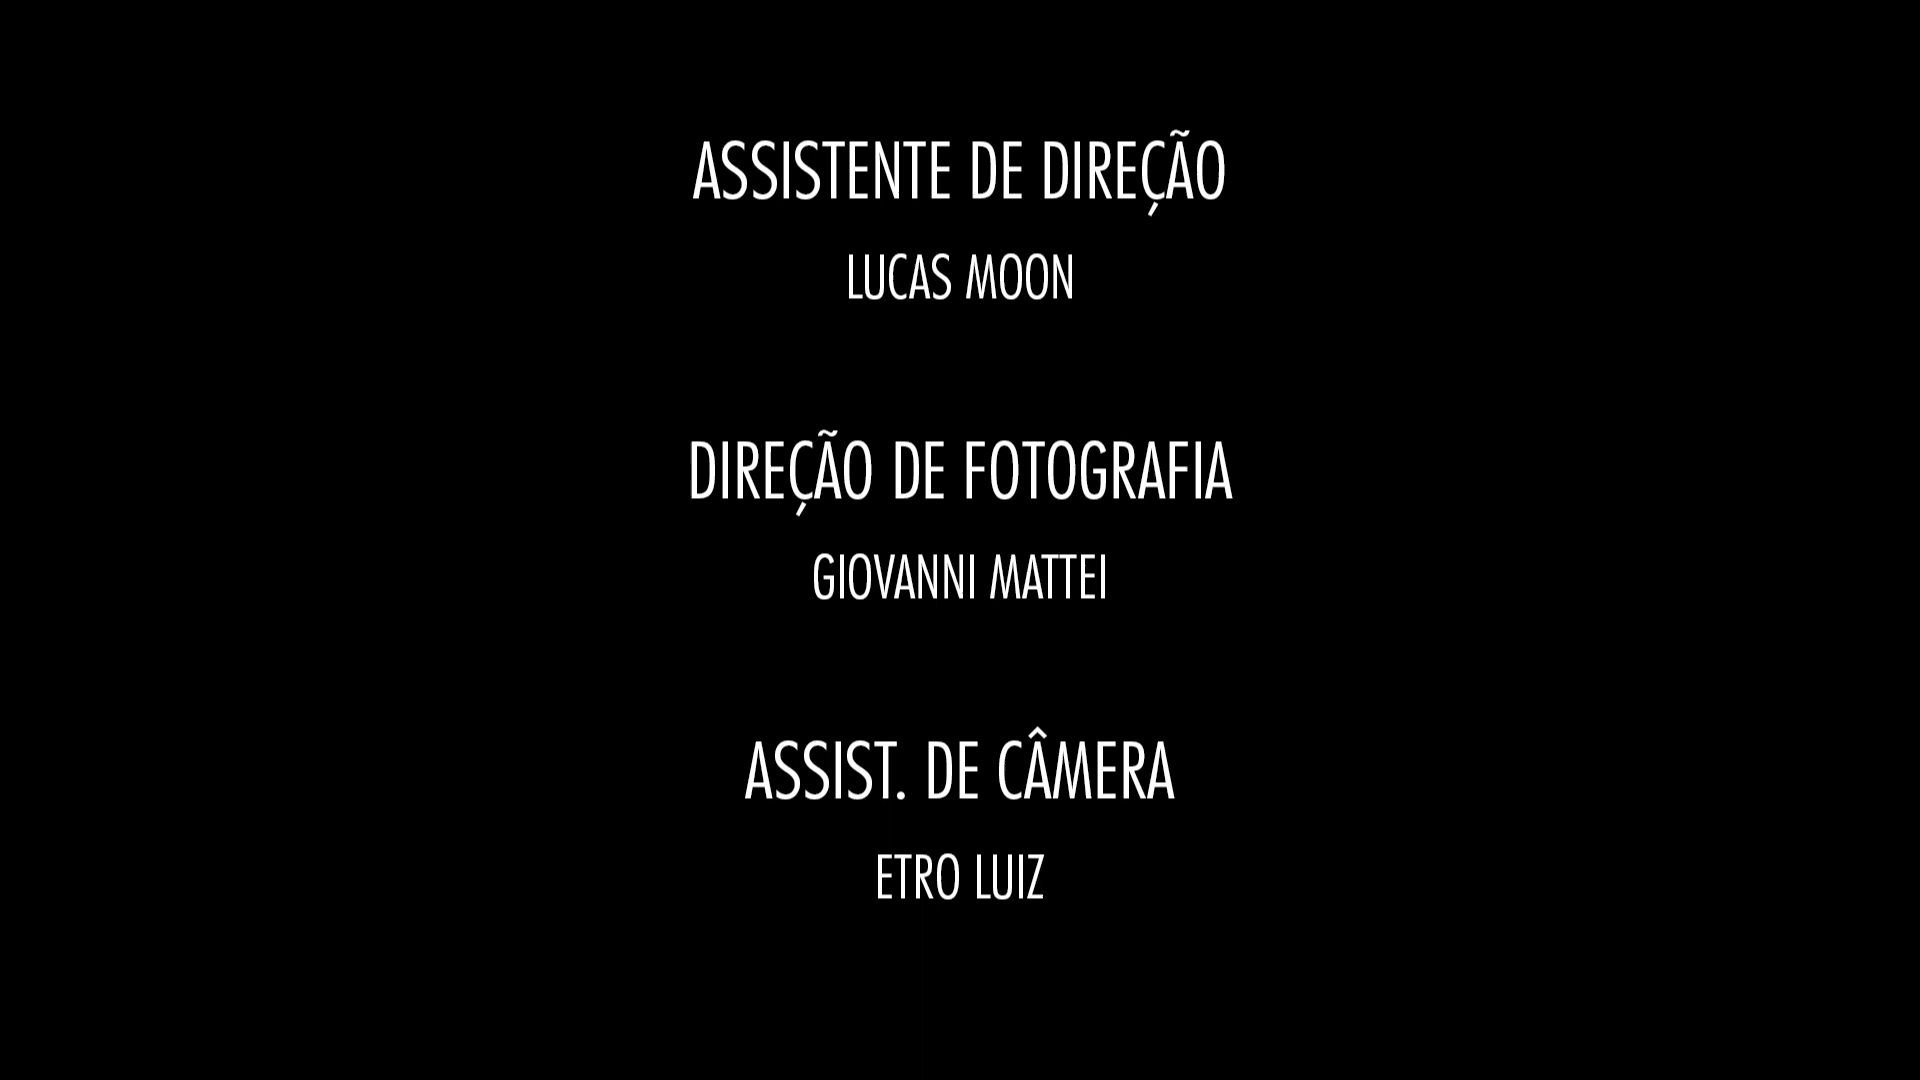 ASSISTENTE DE DIREÇÃO
LUCAS MOON
DIREÇÃO DE FOTOGRAFIA
GIOVANNI MATTEI
ASSIST. DE CÂMERA
ETRO LUIZ